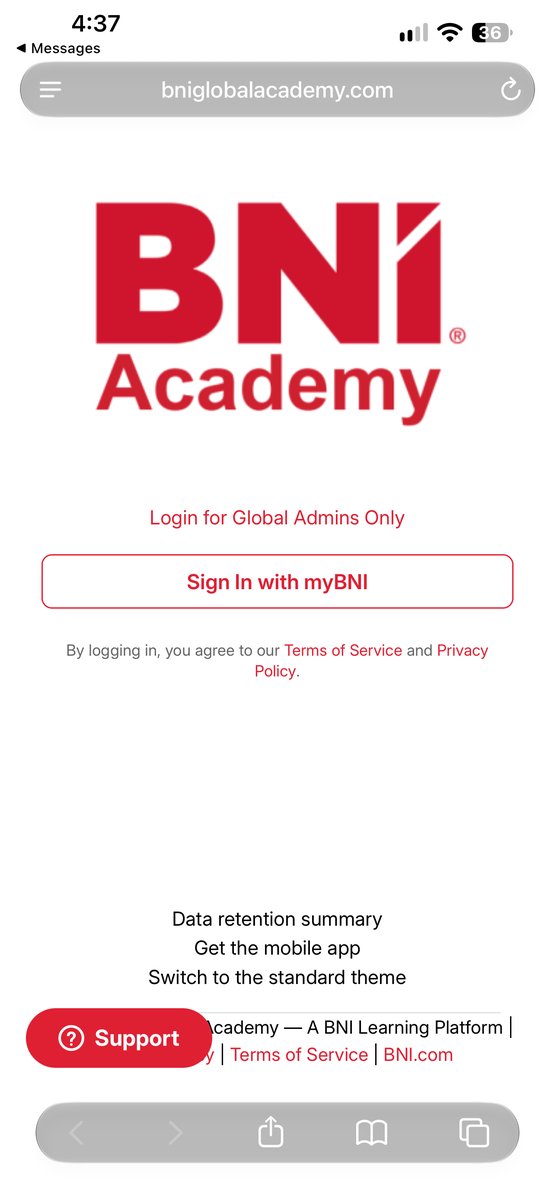 4:37
36
Messages
bniglobalacademy.com
BNI®
Academy
Login for Global Admins Only
Sign In with myBNI
By logging in, you agree to our Terms of Service and Privacy
Policy.
Data retention summary
Get the mobile app
Switch to the standard theme
Academy — A BNI Learning Platform |
Support
y | Terms of Service | BNI.com